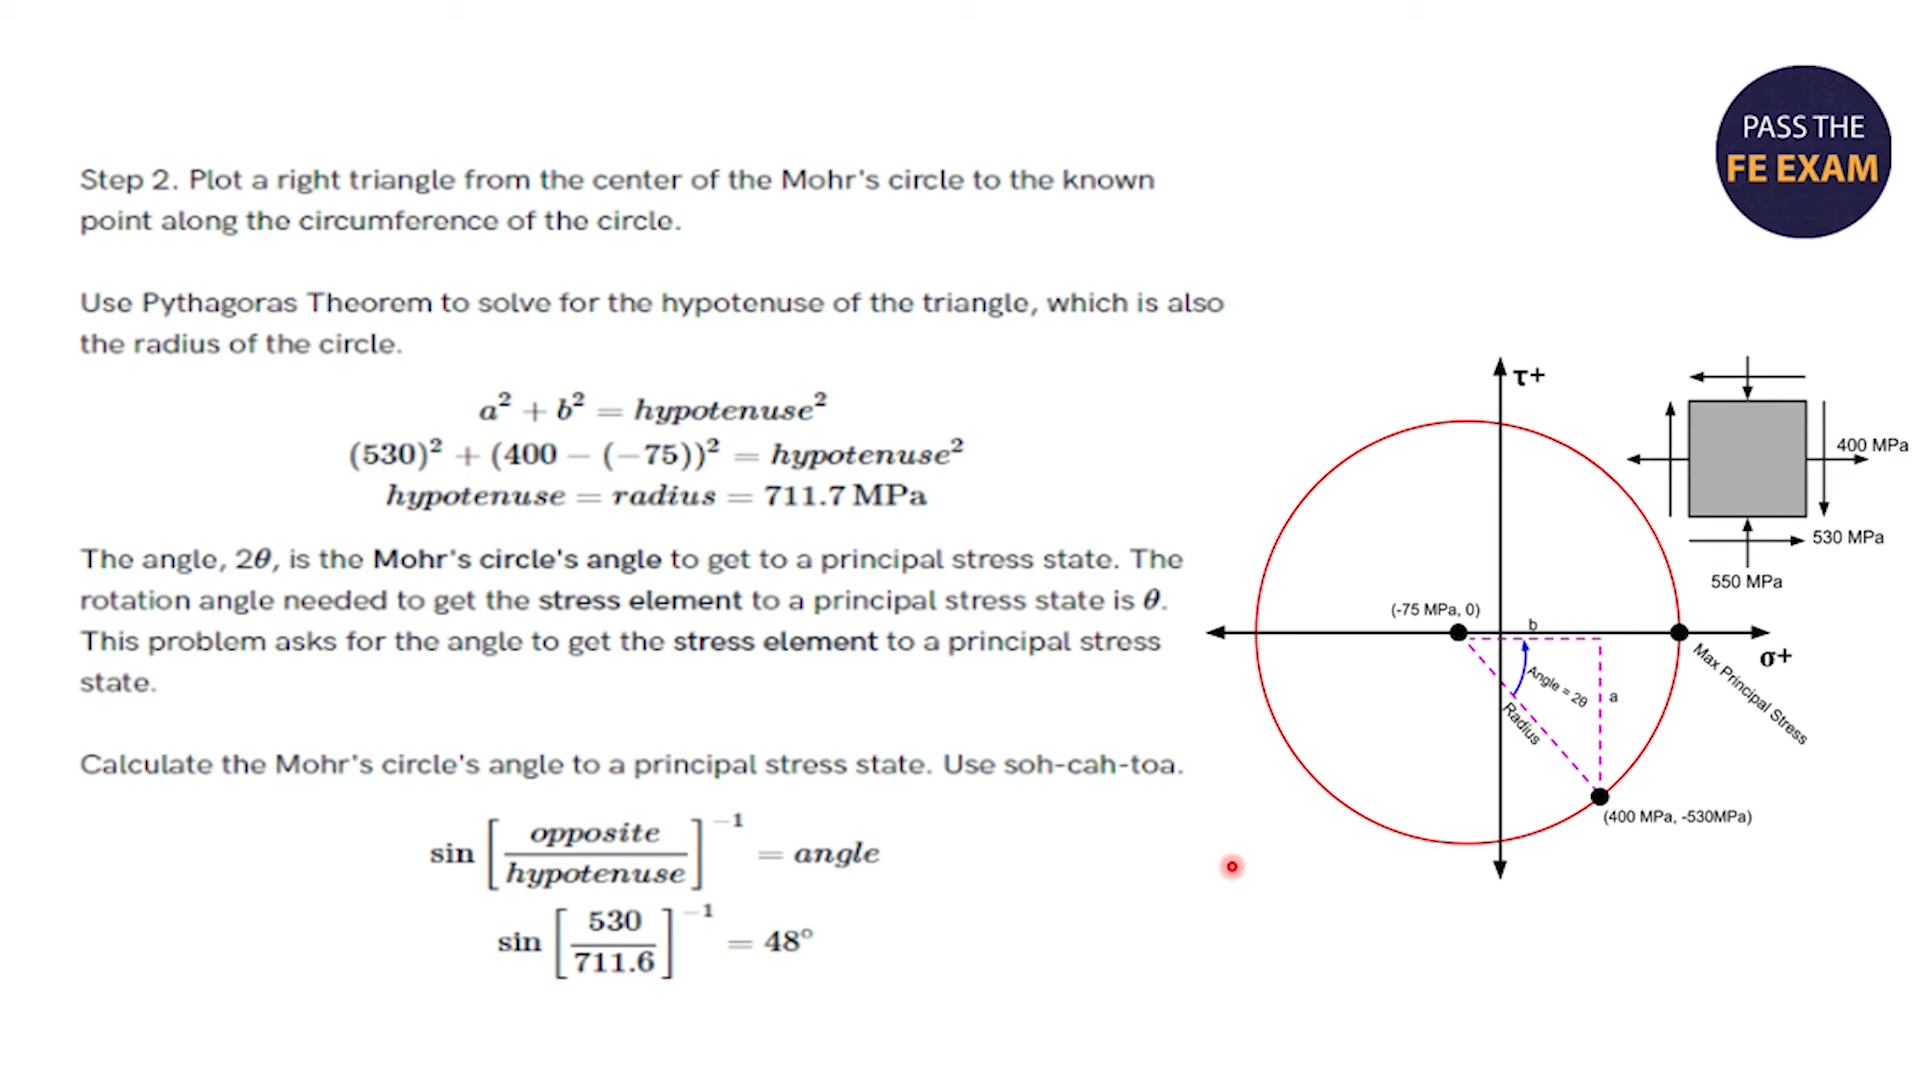 PASS THE
FE EXAM
Step 2. Plot a right triangle from the center of the Mohr's circle to the known
point along the circumference of the circle.
Use Pythagoras Theorem to solve for the hypotenuse of the triangle, which is also
the radius of the circle.
a² + b² = hypotenuse²
(530)² + (400 − (−75))² = hypotenuse²
hypotenuse = radius = 711.7 MPa
The angle, 2θ, is the Mohr's circle's angle to get to a principal stress state. The
rotation angle needed to get the stress element to a principal stress state is θ.
This problem asks for the angle to get the stress element to a principal stress
state.
Calculate the Mohr's circle's angle to a principal stress state. Use soh-cah-toa.
sin [opposite/hypotenuse]⁻¹ = angle
sin [530/711.6]⁻¹ = 48°
τ+
400 MPa
530 MPa
550 MPa
(-75 MPa, 0)
b
σ+
Max Principal Stress
Angle = 2θ
a
Radius
(400 MPa, -530MPa)